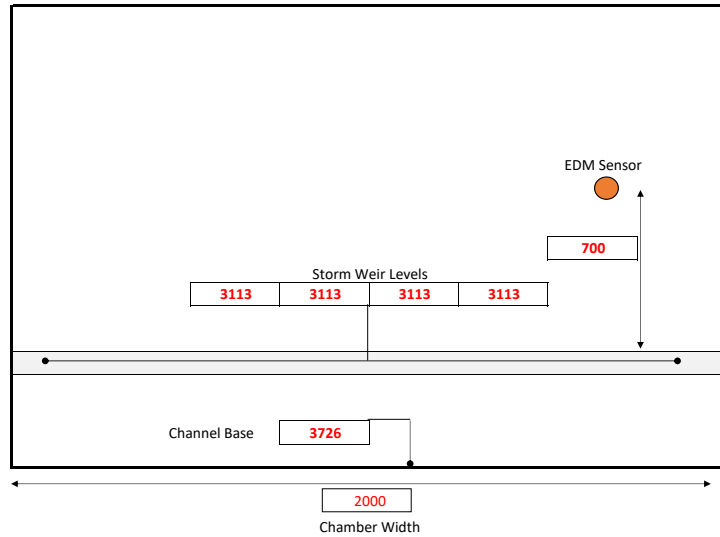 EDM Sensor
700
Storm Weir Levels
3113 3113 3113 3113
Channel Base 3726
2000
Chamber Width